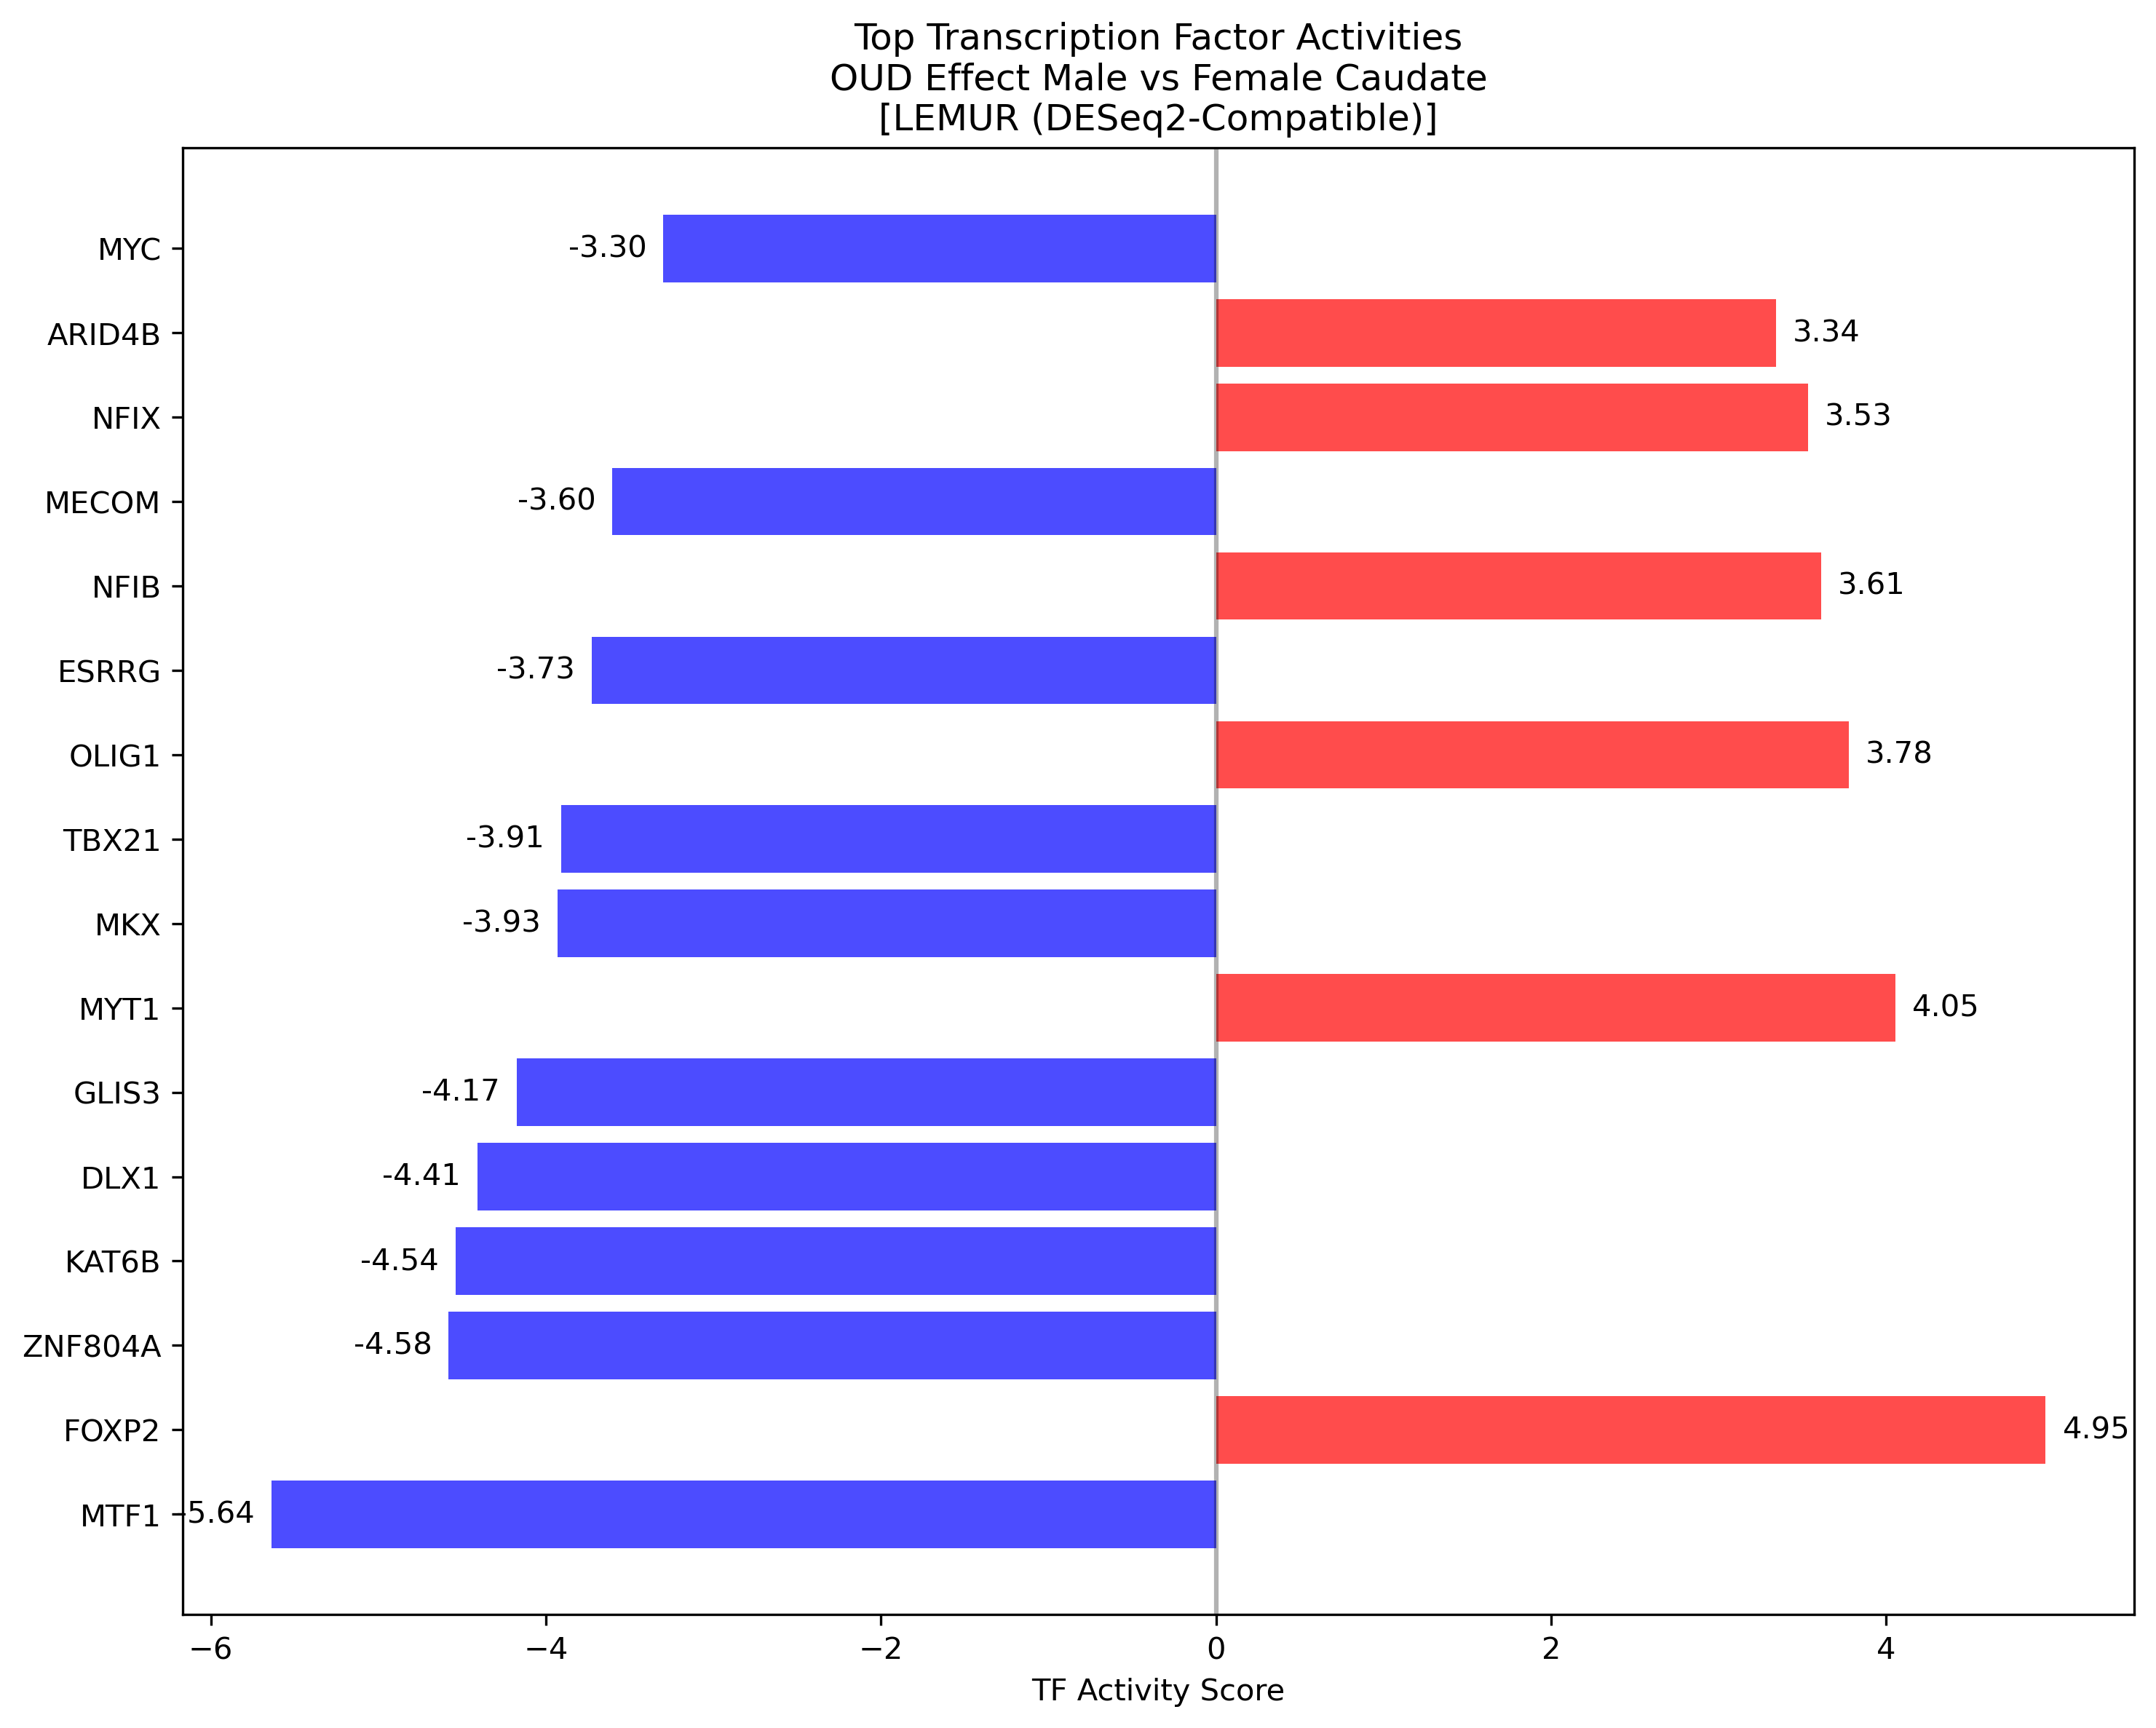 Top Transcription Factor Activities
OUD Effect Male vs Female Caudate
[LEMUR (DESeq2-Compatible)]
MYC -3.30
ARID4B 3.34
NFIX 3.53
MECOM -3.60
NFIB 3.61
ESRRG -3.73
OLIG1 3.78
TBX21 -3.91
MKX -3.93
MYT1 4.05
GLIS3 -4.17
DLX1 -4.41
KAT6B -4.54
ZNF804A -4.58
FOXP2 4.95
MTF1 -5.64
−6 −4 −2 0 2 4
TF Activity Score